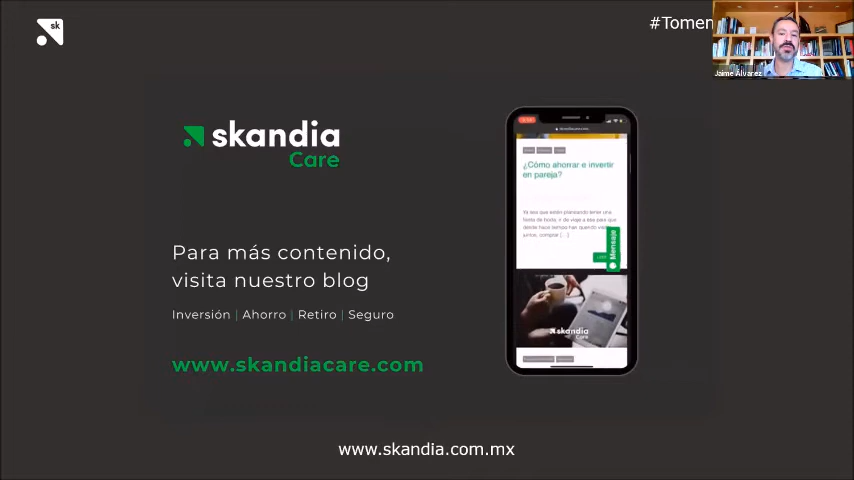 sk
#Tomen
Jaime Álvarez
skandia
Care
¿Cómo ahorrar e invertir
en pareja?
Mensaje
Para más contenido,
visita nuestro blog
Inversión | Ahorro | Retiro | Seguro
skandia
Care
www.skandiacare.com
www.skandia.com.mx